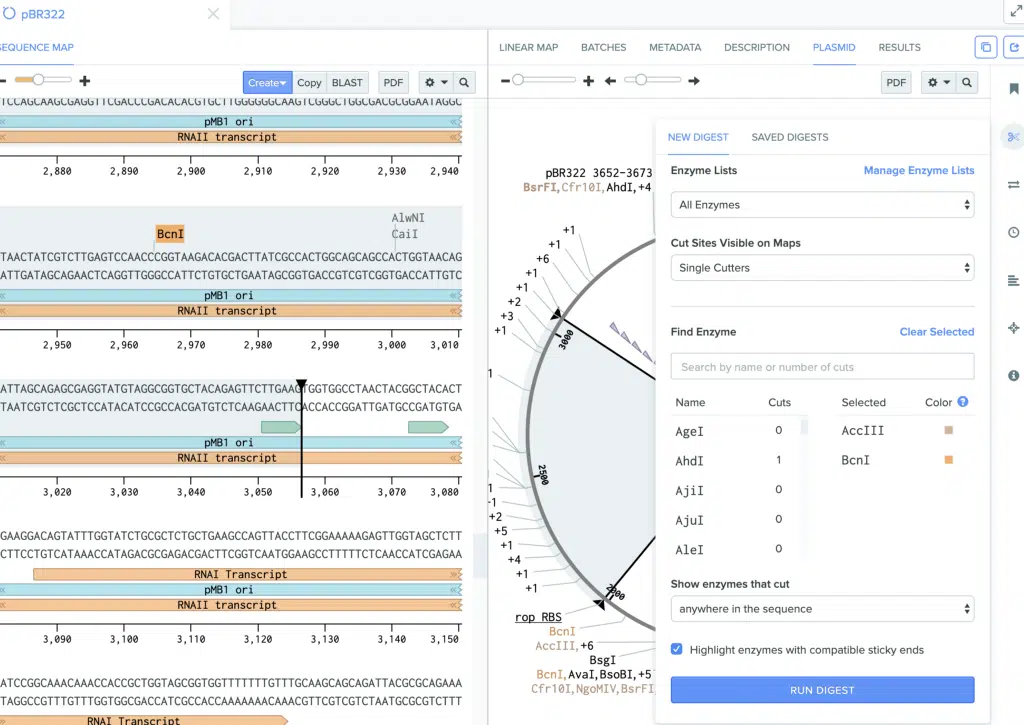 pBR322
SEQUENCE MAP
Create
Copy
BLAST
PDF
pMB1 ori
RNAII transcript
2,880 2,890 2,900 2,910 2,920 2,930 2,940
AlwNI
BcnI
CaiI
TAACTATCGTCTTGAGTCCAACCCGGTAAGACACGACTTATCGCCACTGGCAGCAGCCACTGGTAACAG
ATTGATAGCAGAACTCAGGTTGGGCCATTCTGTGCTGAATAGCGGTGACCGTCGTCGGTGACCATTGTC
pMB1 ori
RNAII transcript
2,950 2,960 2,970 2,980 2,990 3,000 3,010
ATTAGCAGAGCGAGGTATGTAGGCGGTGCTACAGAGTTCTTGAAGTGGTGGCCTAACTACGGCTACACT
TAATCGTCTCGCTCCATACATCCGCCACGATGTCTCAAGAACTTCACCACCGGATTGATGCCGATGTGA
pMB1 ori
RNAII transcript
3,020 3,030 3,040 3,050 3,060 3,070 3,080
GAAGGACAGTATTTGGTATCTGCGCTCTGCTGAAGCCAGTTACCTTCGGAAAAAGAGTTGGTAGCTCTT
CTTCCTGTCATAAACCATAGACGCGAGACGACTTCGGTCAATGGAAGCCTTTTTCTCAACCATCGAGAA
RNAI Transcript
pMB1 ori
RNAII transcript
3,090 3,100 3,110 3,120 3,130 3,140 3,150
ATCCGGCAAACAAACCACCGCTGGTAGCGGTGGTTTTTTTGTTTGCAAGCAGCAGATTACGCGCAGAAA
TAGGCCGTTTGTTTGGTGGCGACCATCGCCACCAAAAAAACAAACGTTCGTCGTCTAATGCGCGTCTTT
RNAI Transcript
LINEAR MAP
BATCHES
METADATA
DESCRIPTION
PLASMID
RESULTS
PDF
pBR322 3652-3673
BsrFI,Cfr10I,AhdI,+4
+1
+1
+6
+1
+1
+2
+3
+1
3000
2500
2000
+2
+5
+1
+4
+1
+1
rop RBS
BcnI
AccIII,+6
BsgI
BcnI,AvaI,BsoBI,+5
Cfr10I,NgoMIV,BsrFI
NEW DIGEST
SAVED DIGESTS
Enzyme Lists
Manage Enzyme Lists
All Enzymes
Cut Sites Visible on Maps
Single Cutters
Find Enzyme
Clear Selected
Search by name or number of cuts
Name Cuts Selected Color ?
AgeI 0 AccIII
AhdI 1 BcnI
AjiI 0
AjuI 0
AleI 0
Show enzymes that cut
anywhere in the sequence
Highlight enzymes with compatible sticky ends
RUN DIGEST